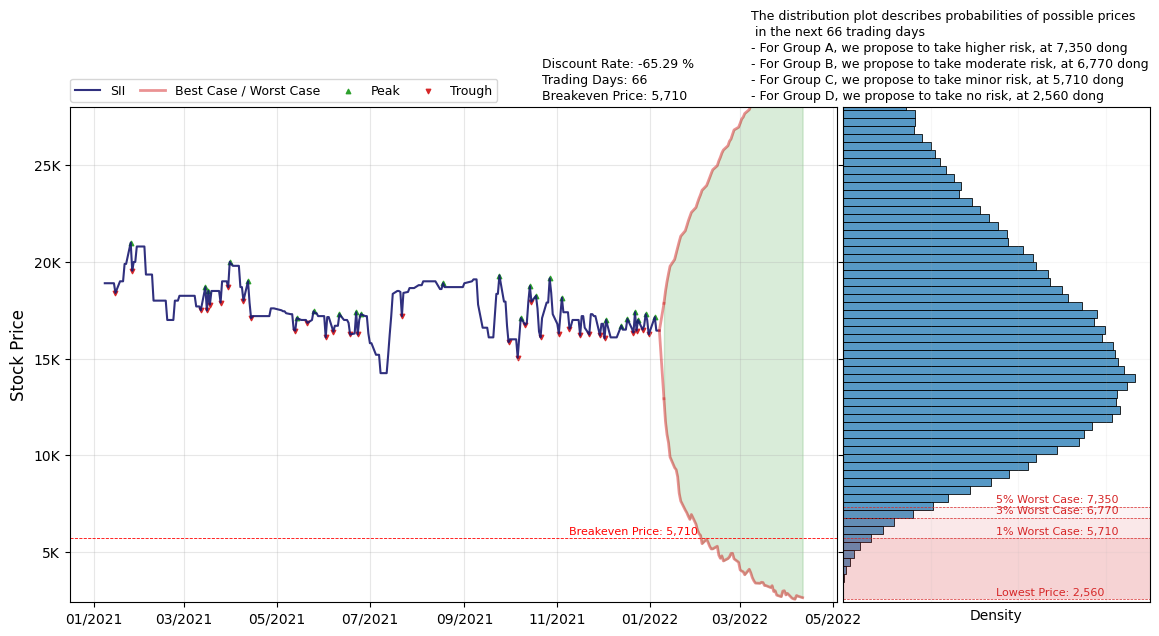 The distribution plot describes probabilities of possible prices
in the next 66 trading days
- For Group A, we propose to take higher risk, at 7,350 dong
- For Group B, we propose to take moderate risk, at 6,770 dong
- For Group C, we propose to take minor risk, at 5,710 dong
- For Group D, we propose to take no risk, at 2,560 dong
Discount Rate: -65.29 %
Trading Days: 66
Breakeven Price: 5,710
SII Best Case / Worst Case Peak Trough
Stock Price
25K
20K
15K
10K
5K
Breakeven Price: 5,710
5% Worst Case: 7,350
3% Worst Case: 6,770
1% Worst Case: 5,710
Lowest Price: 2,560
01/2021 03/2021 05/2021 07/2021 09/2021 11/2021 01/2022 03/2022 05/2022
Density